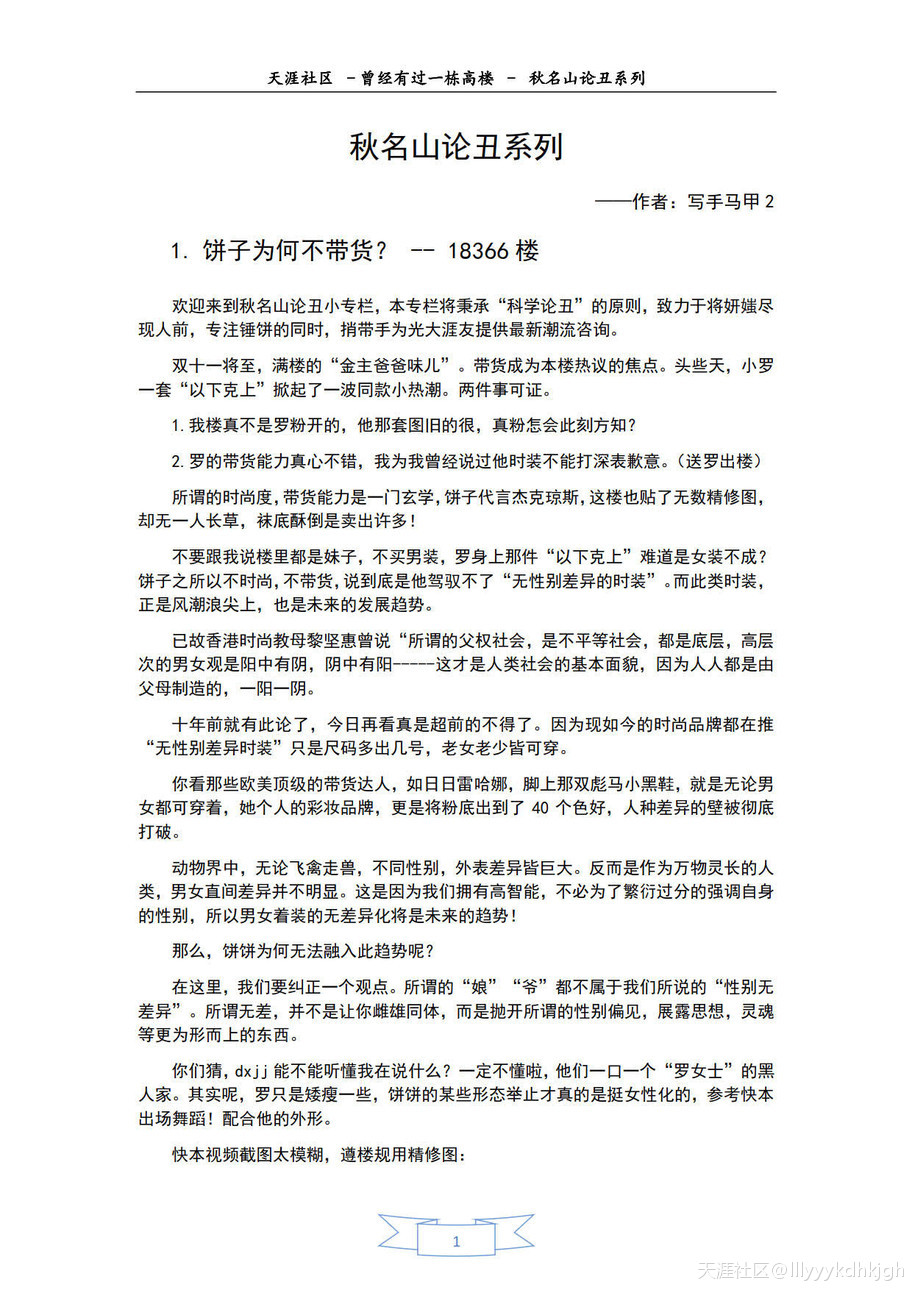 天涯社区 -曾经有过一栋高楼 - 秋名山论丑系列
秋名山论丑系列
——作者：写手马甲2
1. 饼子为何不带货？ -- 18366楼
欢迎来到秋名山论丑小专栏，本专栏将秉承“科学论丑”的原则，致力于将妍媸尽
现人前，专注锤饼的同时，捎带手为光大涯友提供最新潮流咨询。
双十一将至，满楼的“金主爸爸味儿”。带货成为本楼热议的焦点。头些天，小罗
一套“以下克上”掀起了一波同款小热潮。两件事可证。
1.我楼真不是罗粉开的，他那套图旧的很，真粉怎会此刻方知？
2.罗的带货能力真心不错，我为我曾经说过他时装不能打深表歉意。（送罗出楼）
所谓的时尚度，带货能力是一门玄学，饼子代言杰克琼斯，这楼也贴了无数精修图，
却无一人长草，袜底酥倒是卖出许多！
不要跟我说楼里都是妹子，不买男装，罗身上那件“以下克上”难道是女装不成？
饼子之所以不时尚，不带货，说到底是他驾驭不了“无性别差异的时装”。而此类时装，
正是风潮浪尖上，也是未来的发展趋势。
已故香港时尚教母黎坚惠曾说“所谓的父权社会，是不平等社会，都是底层，高层
次的男女观是阳中有阴，阴中有阳-----这才是人类社会的基本面貌，因为人人都是由
父母制造的，一阳一阴。
十年前就有此论了，今日再看真是超前的不得了。因为现如今的时尚品牌都在推
“无性别差异时装”只是尺码多出几号，老女老少皆可穿。
你看那些欧美顶级的带货达人，如日日雷哈娜，脚上那双彪马小黑鞋，就是无论男
女都可穿着，她个人的彩妆品牌，更是将粉底出到了 40 个色好，人种差异的壁被彻底
打破。
动物界中，无论飞禽走兽，不同性别，外表差异皆巨大。反而是作为万物灵长的人
类，男女直间差异并不明显。这是因为我们拥有高智能，不必为了繁衍过分的强调自身
的性别，所以男女着装的无差异化将是未来的趋势！
那么，饼饼为何无法融入此趋势呢？
在这里，我们要纠正一个观点。所谓的“娘”“爷”都不属于我们所说的“性别无
差异”。所谓无差，并不是让你雌雄同体，而是抛开所谓的性别偏见，展露思想，灵魂
等更为形而上的东西。
你们猜，dxjj能不能听懂我在说什么？一定不懂啦，他们一口一个“罗女士”的黑
人家。其实呢，罗只是矮瘦一些，饼饼的某些形态举止才真的是挺女性化的，参考快本
出场舞蹈！配合他的外形。
快本视频截图太模糊，遵楼规用精修图：
1
天涯社区@lllyyykdhkjgh